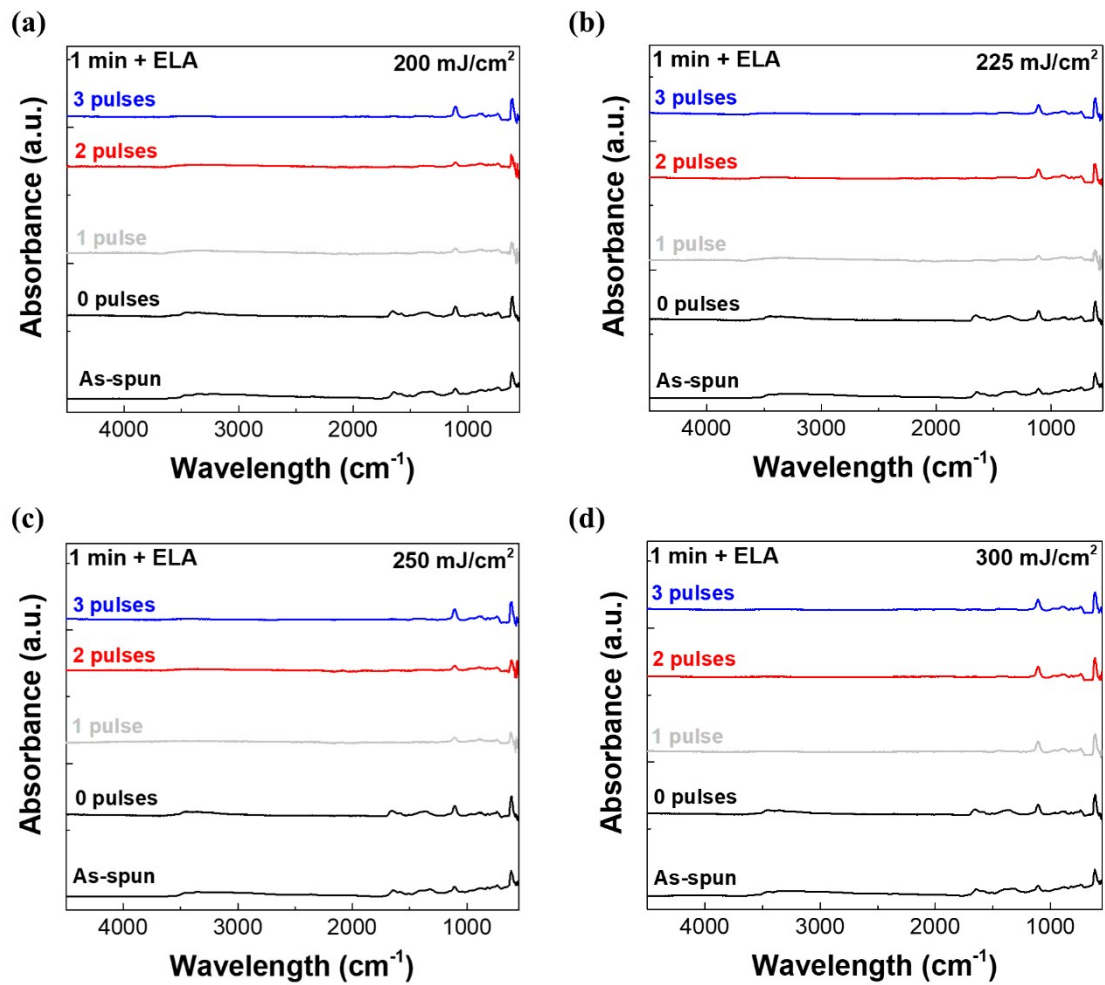 (a)
1 min + ELA 200 mJ/cm²
3 pulses
2 pulses
1 pulse
0 pulses
As-spun
Absorbance (a.u.)
4000 3000 2000 1000
Wavelength (cm⁻¹)
(b)
1 min + ELA 225 mJ/cm²
3 pulses
2 pulses
1 pulse
0 pulses
As-spun
Absorbance (a.u.)
4000 3000 2000 1000
Wavelength (cm⁻¹)
(c)
1 min + ELA 250 mJ/cm²
3 pulses
2 pulses
1 pulse
0 pulses
As-spun
Absorbance (a.u.)
4000 3000 2000 1000
Wavelength (cm⁻¹)
(d)
1 min + ELA 300 mJ/cm²
3 pulses
2 pulses
1 pulse
0 pulses
As-spun
Absorbance (a.u.)
4000 3000 2000 1000
Wavelength (cm⁻¹)